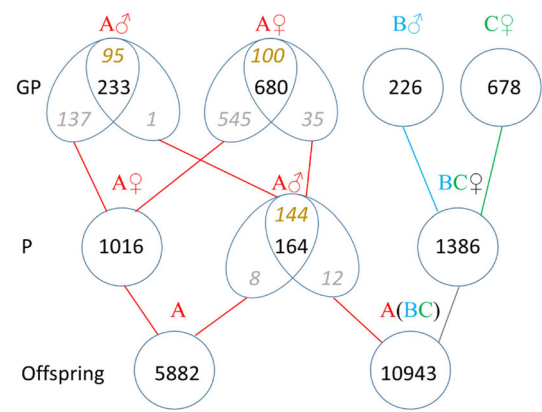 A♂ A♀ B♂ C♀
95 100
GP 233 680 226 678
137 1 545 35
A♀ A♂ BC♀
144
P 1016 164 1386
8 12
A A(BC)
Offspring 5882 10943